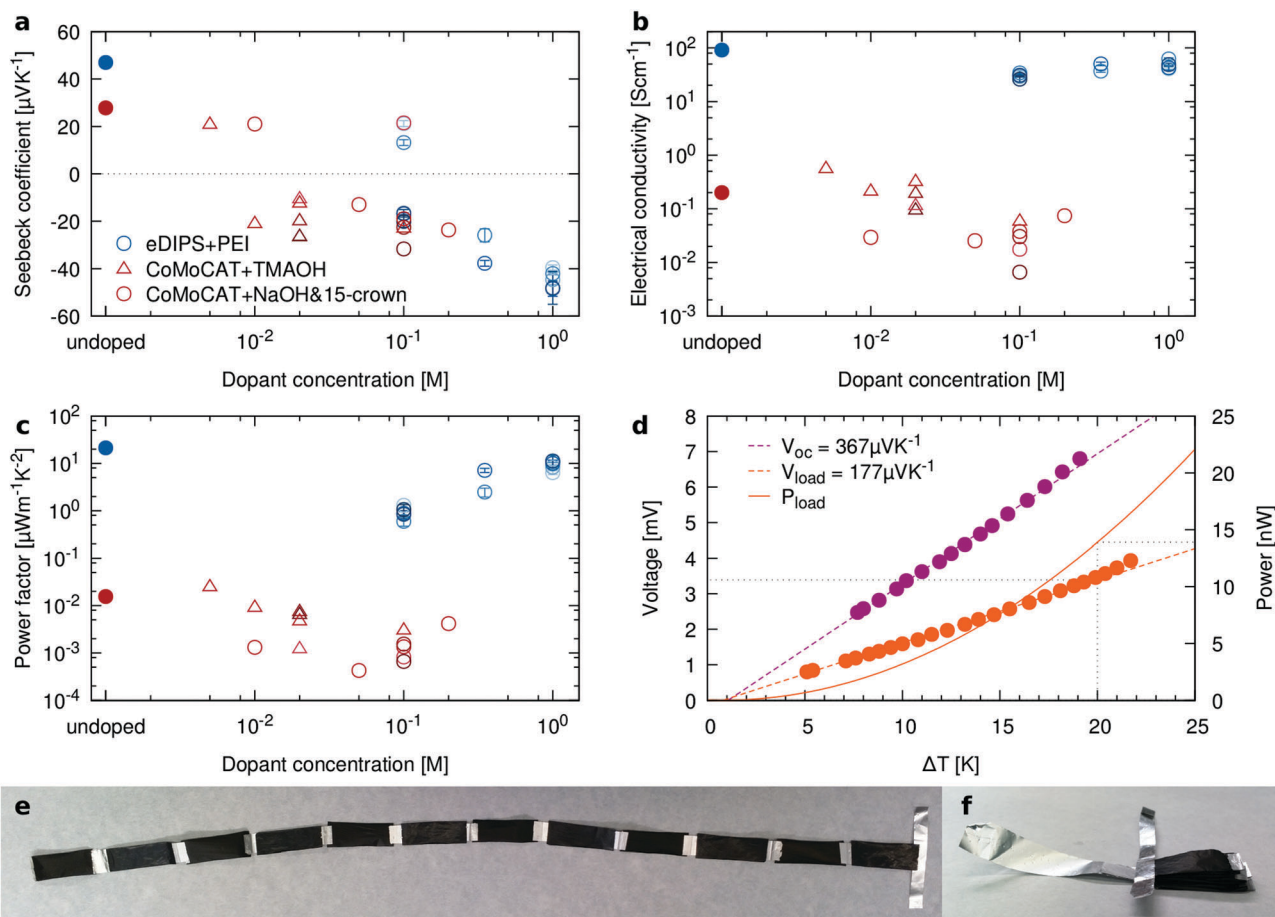 a
60
40
20
0
-20
-40
-60
Seebeck coefficient [µVK⁻¹]
eDIPS+PEI
CoMoCAT+TMAOH
CoMoCAT+NaOH&15-crown
undoped 10⁻² 10⁻¹ 10⁰
Dopant concentration [M]
b
10²
10¹
10⁰
10⁻¹
10⁻²
10⁻³
Electrical conductivity [Scm⁻¹]
undoped 10⁻² 10⁻¹ 10⁰
Dopant concentration [M]
c
10²
10¹
10⁰
10⁻¹
10⁻²
10⁻³
10⁻⁴
Power factor [µWm⁻¹K⁻²]
undoped 10⁻² 10⁻¹ 10⁰
Dopant concentration [M]
d
8
7
6
5
4
3
2
1
0
Voltage [mV]
V_oc = 367µVK⁻¹
V_load = 177µVK⁻¹
P_load
25
20
15
10
5
0
Power [nW]
0 5 10 15 20 25
ΔT [K]
e
f